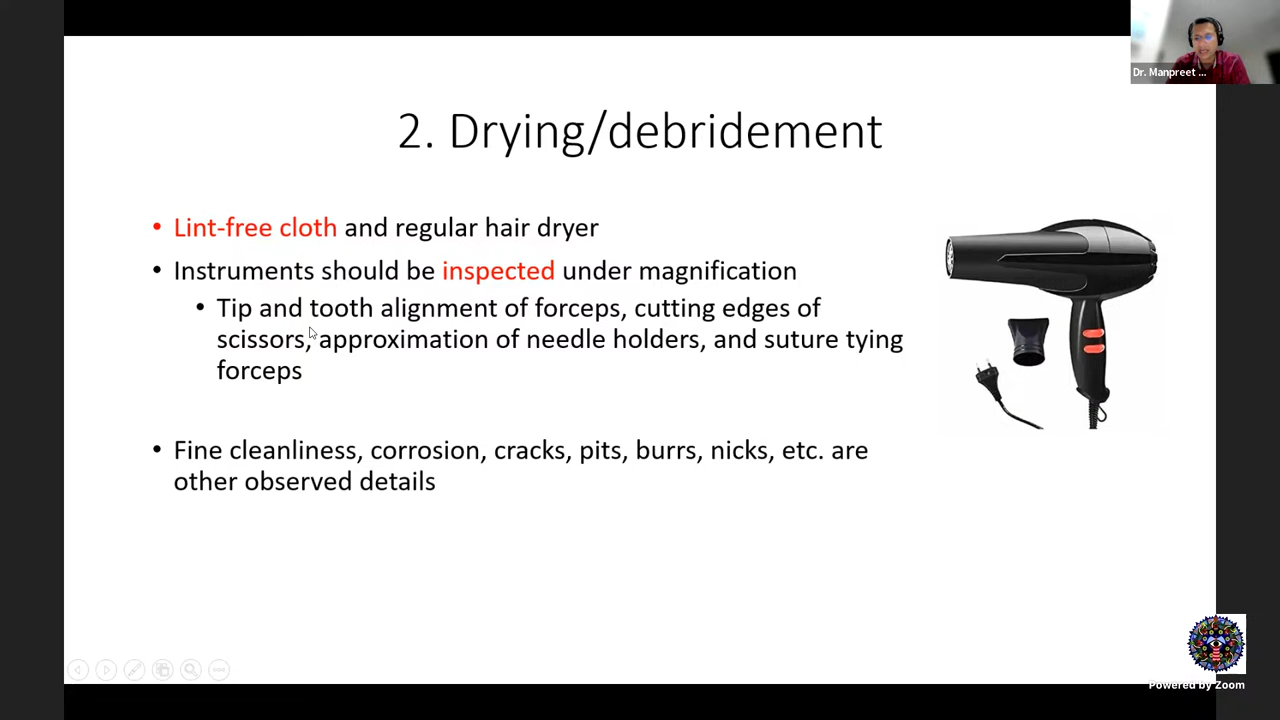 Dr. Manpreet ...
2. Drying/debridement
• Lint-free cloth and regular hair dryer
• Instruments should be inspected under magnification
• Tip and tooth alignment of forceps, cutting edges of
scissors, approximation of needle holders, and suture tying
forceps
• Fine cleanliness, corrosion, cracks, pits, burrs, nicks, etc. are
other observed details
Powered by Zoom